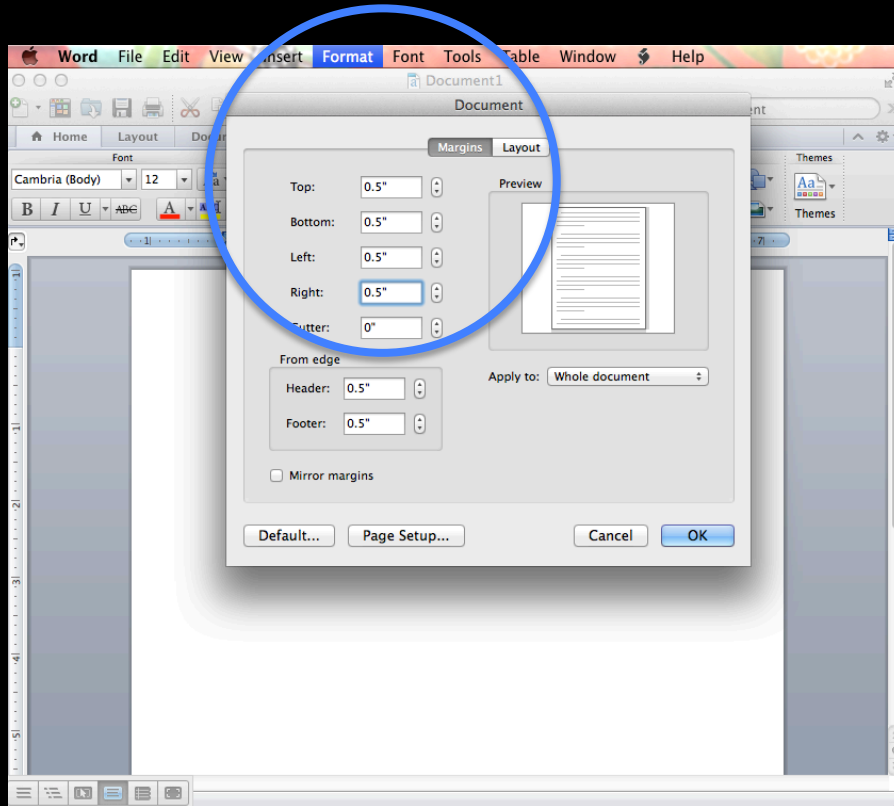 Word File Edit View Insert Format Font Tools Table Window Help
Document1
Document
Home Layout
Margins Layout
Font
Themes
Cambria (Body) 12
Aa
B I U ABC A
Themes
Top: 0.5"
Preview
Bottom: 0.5"
Left: 0.5"
Right: 0.5"
Gutter: 0"
From edge
Apply to: Whole document
Header: 0.5"
Footer: 0.5"
Mirror margins
Default... Page Setup... Cancel OK